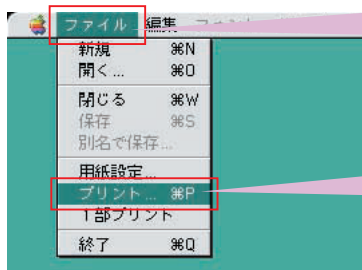 ファイル 編集
新規 ⌘N
開く... ⌘O
閉じる ⌘W
保存 ⌘S
別名で保存...
用紙設定...
プリント... ⌘P
1部プリント
終了 ⌘Q